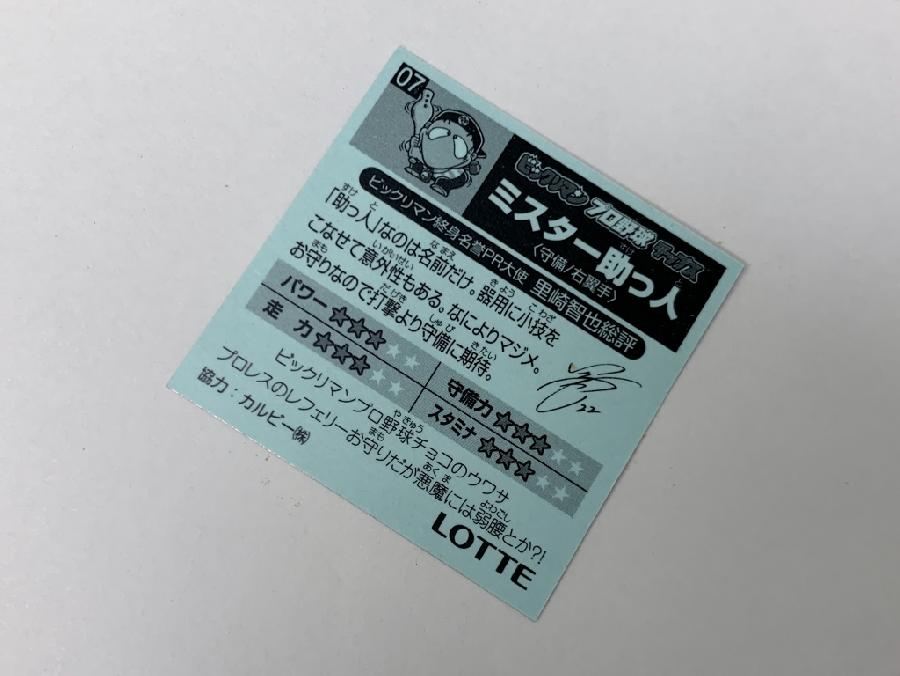 07
ビックリマン プロ野球 チップス
ミスター助っ人
〈守備/右翼手〉
ビックリマン終身名誉PR大使 里崎智也総評
「助っ人」なのは名前だけ。器用に小技を
こなせて意外性もある。なによりマジメ。
お守りなので打撃より守備に期待。
パワー ★★★★★ 守備力 ★★★★★
走力 ★★★★★ スタミナ ★★★★★
ビックリマンプロ野球チョコのウワサ
プロレスのレフェリーお守りだが悪魔には弱腰とか?!
協力:カルビー㈱
LOTTE